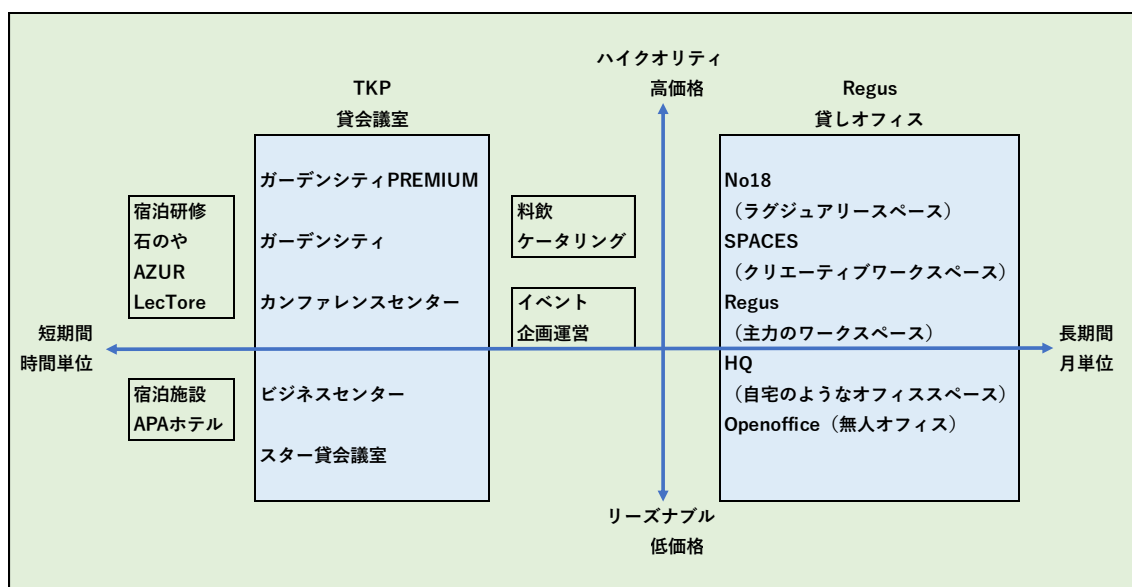 ハイクオリティ
高価格
TKP
貸会議室
Regus
貸しオフィス
ガーデンシティPREMIUM
ガーデンシティ
カンファレンスセンター
ビジネスセンター
スター貸会議室
宿泊研修
石のや
AZUR
LecTore
宿泊施設
APAホテル
料飲
ケータリング
イベント
企画運営
No18
（ラグジュアリースペース）
SPACES
（クリエーティブワークスペース）
Regus
（主力のワークスペース）
HQ
（自宅のようなオフィススペース）
Openoffice（無人オフィス）
短期間
時間単位
長期間
月単位
リーズナブル
低価格